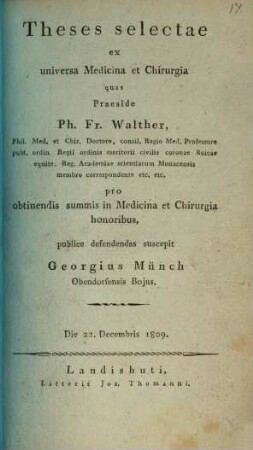 17
Theses selectae
ex
universa Medicina et Chirurgia
quas
Praeside
Ph. Fr. Walther,
Phil. Med. et Chir. Doctore, consil. Regio Med. Professore
publ. ordin. Regii ordinis meritorii civilis coronae Boicae
equite, Reg. Academiae scientiarum Monacensis
membro correspondente etc. etc.
pro
obtinendis summis in Medicina et Chirurgia
honoribus,
publice defendendas suscepit
Georgius Münch
Obendorfensis Bojus.
Die 22. Decembris 1809.
Landishuti,
Litteris Jos. Thomanni.